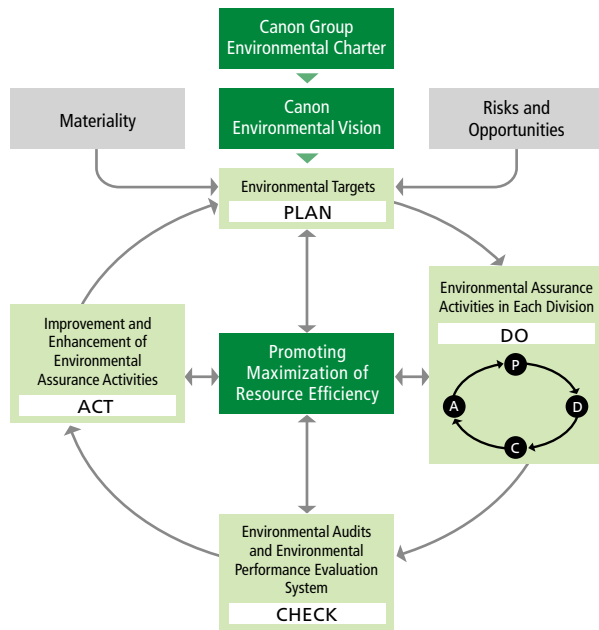 Canon Group
Environmental Charter
Materiality
Canon
Environmental Vision
Risks and
Opportunities
Environmental Targets
PLAN
Environmental Assurance
Activities in Each Division
DO
P
D
C
A
Improvement and
Enhancement of
Environmental
Assurance Activities
ACT
Promoting
Maximization of
Resource Efficiency
Environmental Audits
and Environmental
Performance Evaluation
System
CHECK